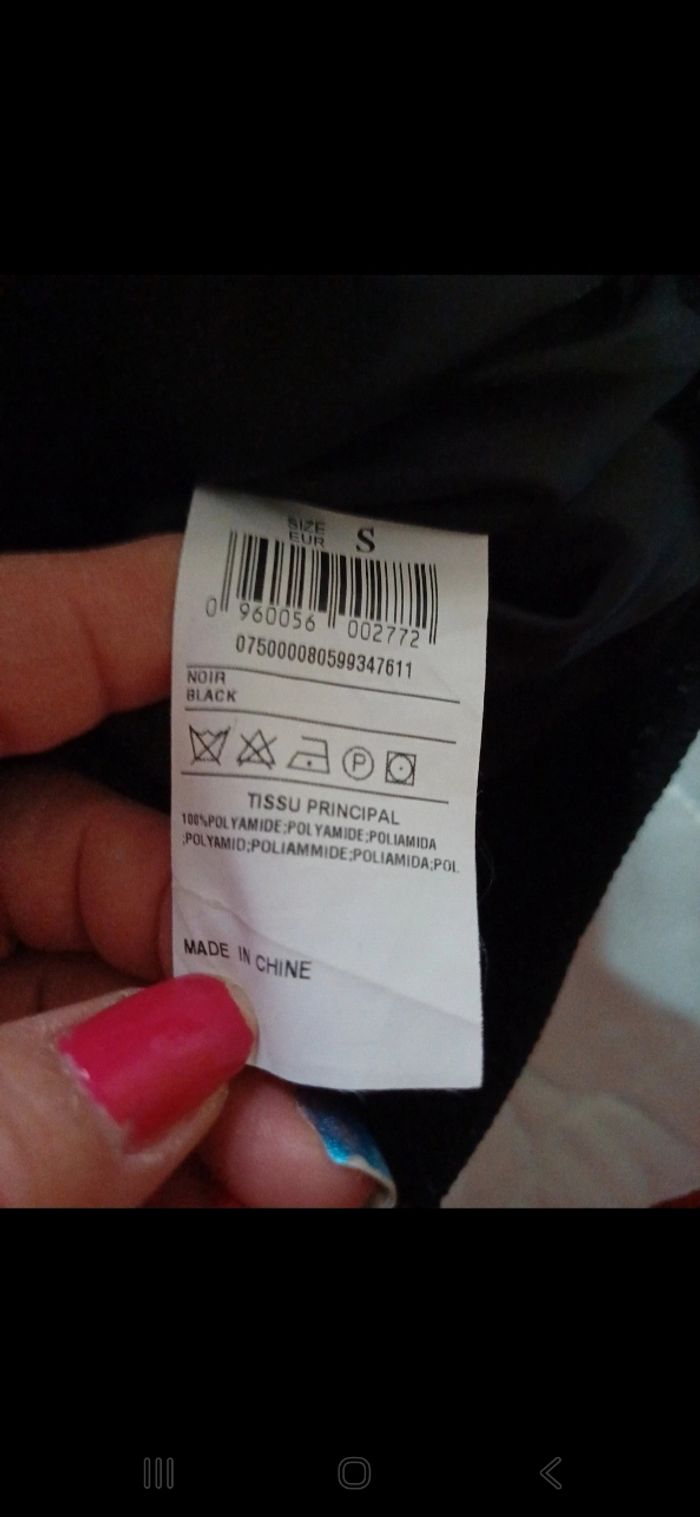 SIZE
EUR S
0 960056 002772
075000080599347611
NOIR
BLACK
P
TISSU PRINCIPAL
100%POLYAMIDE;POLYAMIDE;POLIAMIDA
;POLYAMID;POLIAMMIDE;POLIAMIDA;POL
MADE IN CHINE